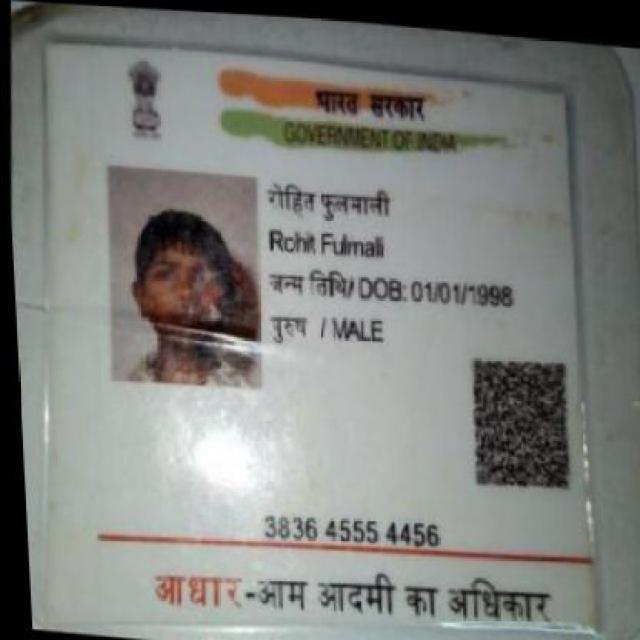 भारत सरकार
GOVERNMENT OF INDIA
रोहित फुलमाली
Rohit Fulmali
जन्म तिथि/ DOB: 01/01/1998
पुरुष / MALE
3836 4555 4456
आधार-आम आदमी का अधिकार